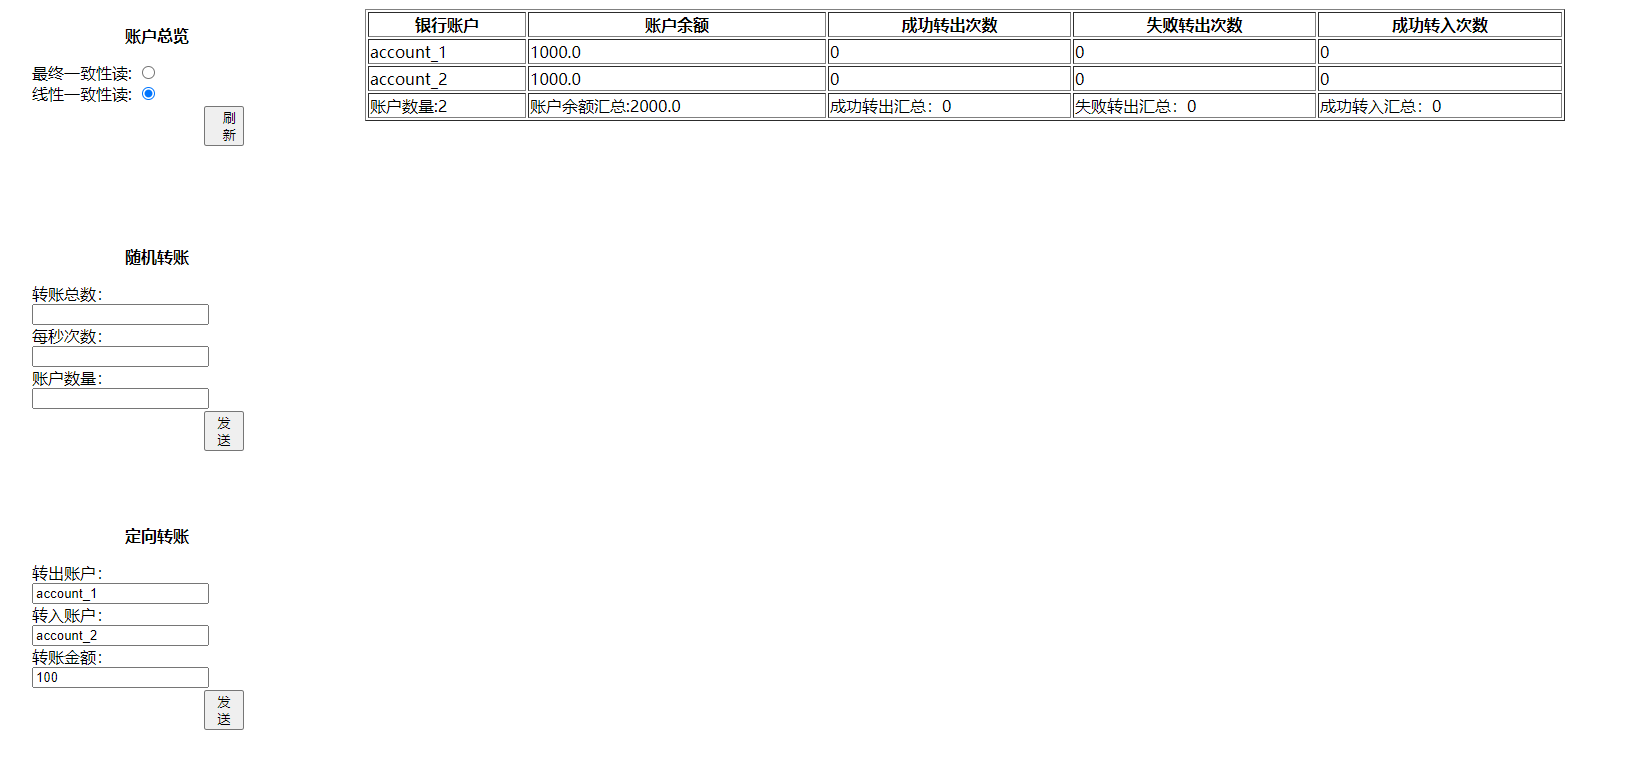 账户总览
最终一致性读:
线性一致性读:
刷
新
随机转账
转账总数：
每秒次数：
账户数量：
发
送
定向转账
转出账户：
account_1
转入账户：
account_2
转账金额：
100
发
送
银行账户 账户余额 成功转出次数 失败转出次数 成功转入次数
account_1 1000.0 0 0 0
account_2 1000.0 0 0 0
账户数量:2 账户余额汇总:2000.0 成功转出汇总：0 失败转出汇总：0 成功转入汇总：0